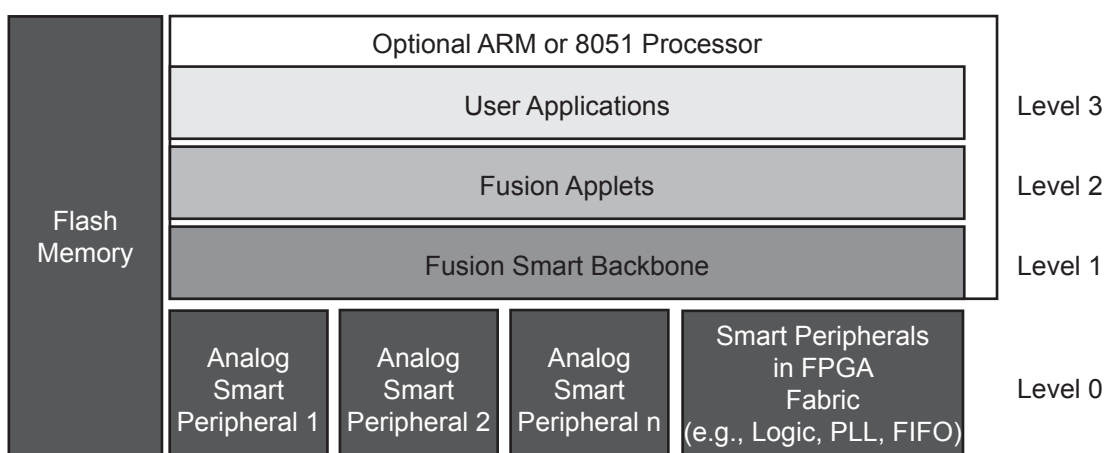 Optional ARM or 8051 Processor
User Applications
Level 3
Fusion Applets
Level 2
Flash
Memory
Fusion Smart Backbone
Level 1
Analog
Smart
Peripheral 1
Analog
Smart
Peripheral 2
Analog
Smart
Peripheral n
Smart Peripherals
in FPGA
Fabric
(e.g., Logic, PLL, FIFO)
Level 0